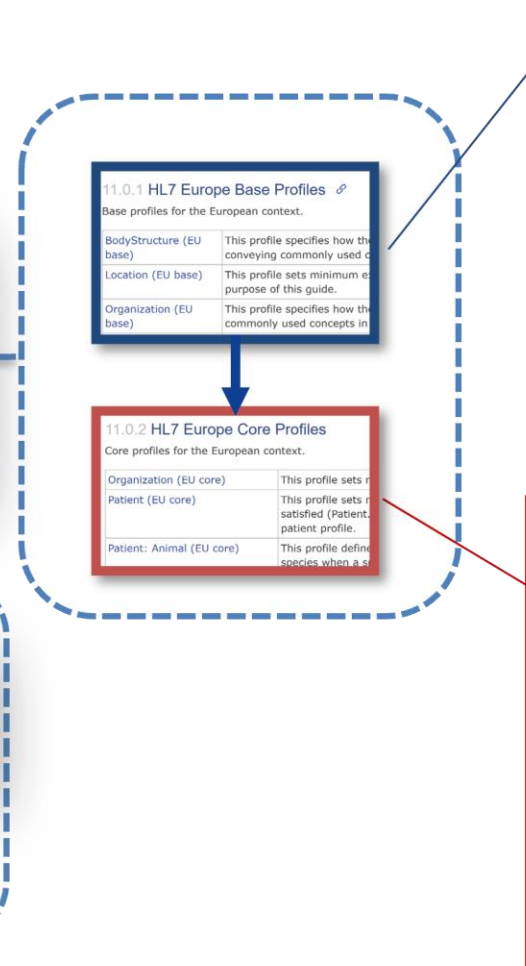 11.0.1 HL7 Europe Base Profiles
Base profiles for the European context.
BodyStructure (EU base) This profile specifies how the
conveying commonly used c
Location (EU base) This profile sets minimum e
purpose of this guide.
Organization (EU base) This profile specifies how the
commonly used concepts in
11.0.2 HL7 Europe Core Profiles
Core profiles for the European context.
Organization (EU core) This profile sets r
Patient (EU core) This profile sets r
satisfied (Patient.
patient profile.
Patient: Animal (EU core) This profile define
species when a s